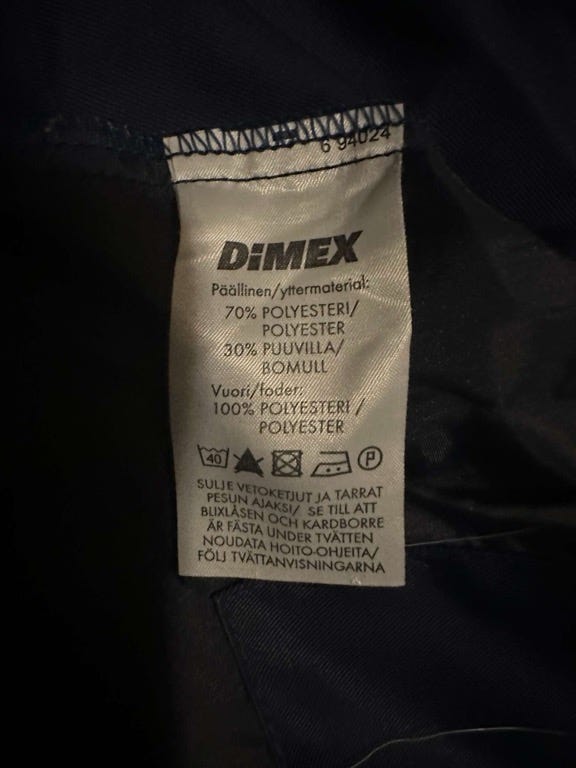 6 94024
DiMEX
Päällinen/yttermaterial:
70% POLYESTERI/
POLYESTER
30% PUUVILLA/
BOMULL
Vuori/foder:
100% POLYESTERI /
POLYESTER
40 P
SULJE VETOKETJUT JA TARRAT
PESUN AJAKSI/ SE TILL ATT
BLIXLÅSEN OCH KARDBORRE
ÄR FÄSTA UNDER TVÄTTEN
NOUDATA HOITO-OHJEITA/
FÖLJ TVÄTTANVISNINGARNA